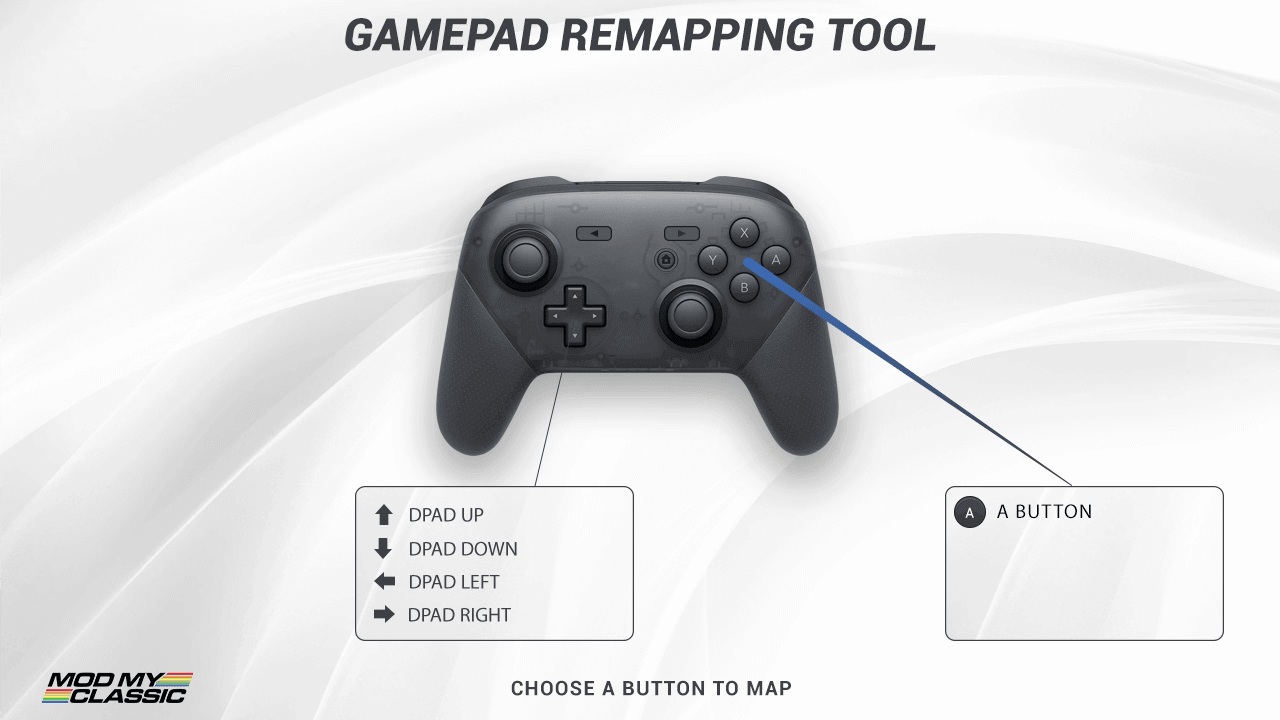 GAMEPAD REMAPPING TOOL
X
Y
A
B
DPAD UP
DPAD DOWN
DPAD LEFT
DPAD RIGHT
A
A BUTTON
MOD MY
CLASSIC
CHOOSE A BUTTON TO MAP